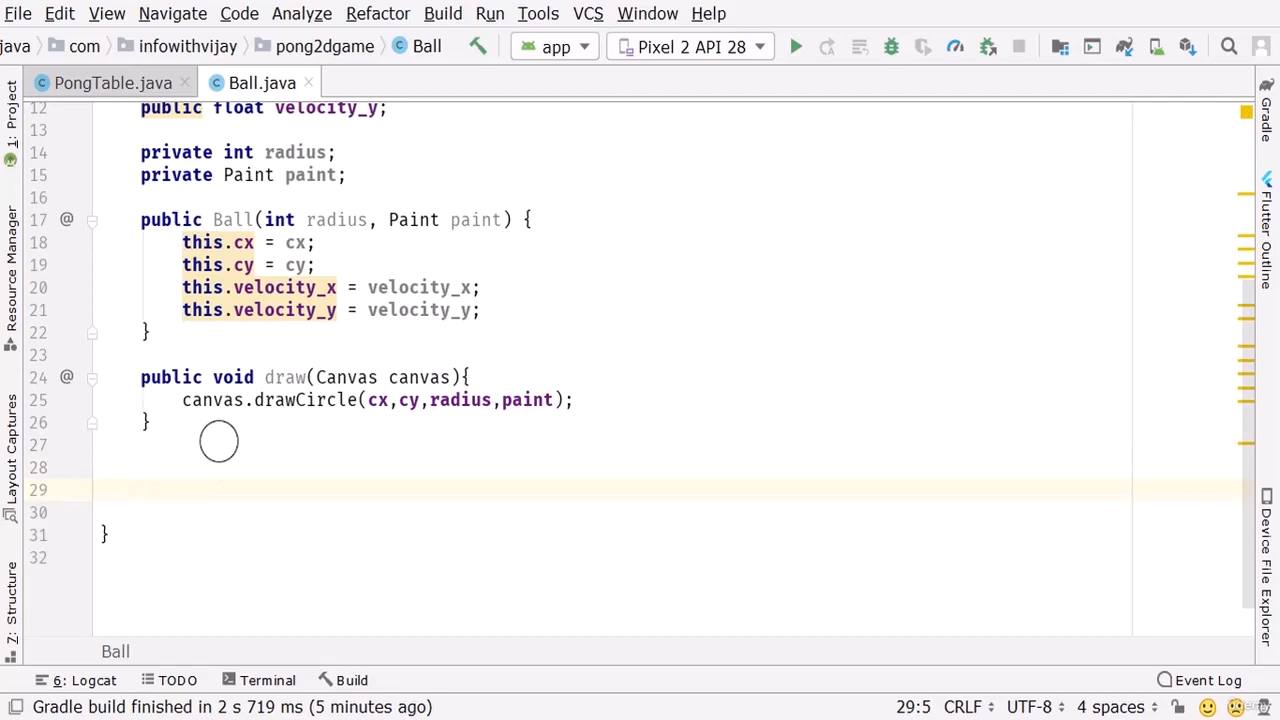 File Edit View Navigate Code Analyze Refactor Build Run Tools VCS Window Help
java com infowithvijay pong2dgame Ball app Pixel 2 API 28
PongTable.java Ball.java
12 public float velocity_y;
13
14 private int radius;
15 private Paint paint;
16
17 @ public Ball(int radius, Paint paint) {
18 this.cx = cx;
19 this.cy = cy;
20 this.velocity_x = velocity_x;
21 this.velocity_y = velocity_y;
22 }
23
24 @ public void draw(Canvas canvas){
25 canvas.drawCircle(cx,cy,radius,paint);
26 }
27
28
29
30
31 }
32
Ball
1: Project
Resource Manager
Layout Captures
7: Structure
Gradle
Flutter Outline
Device File Explorer
6: Logcat TODO Terminal Build Event Log
Gradle build finished in 2 s 719 ms (5 minutes ago) 29:5 CRLF UTF-8 4 spaces